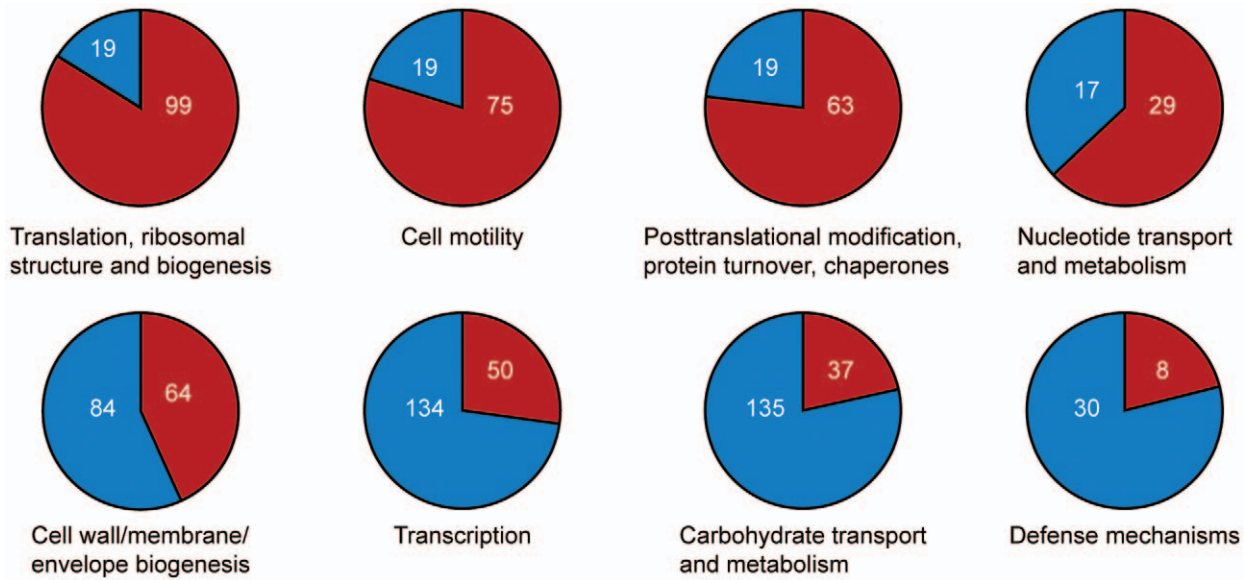 19
99
19
75
19
63
17
29
Translation, ribosomal
structure and biogenesis
Cell motility
Posttranslational modification,
protein turnover, chaperones
Nucleotide transport
and metabolism
84
64
134
50
135
37
30
8
Cell wall/membrane/
envelope biogenesis
Transcription
Carbohydrate transport
and metabolism
Defense mechanisms